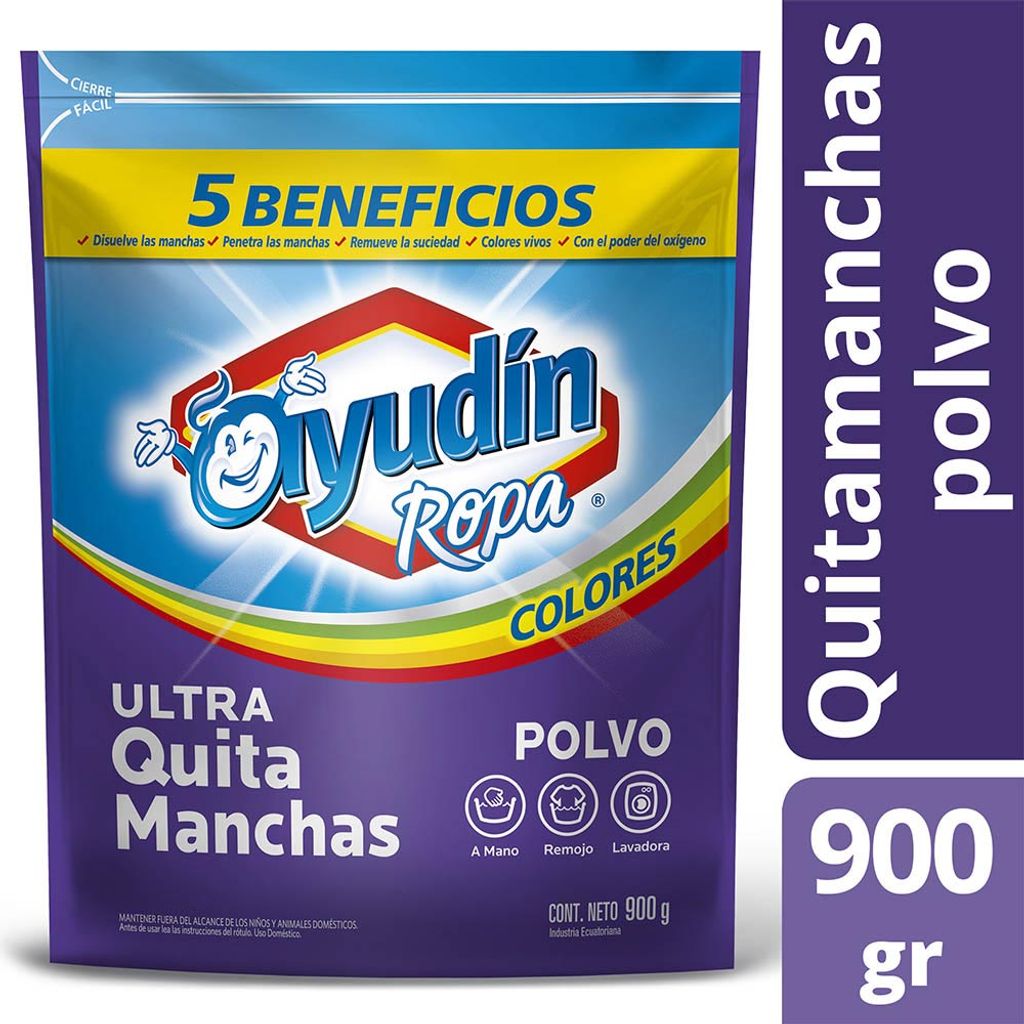 CIERRE
FÁCIL
5 BENEFICIOS
✓ Disuelve las manchas ✓ Penetra las manchas ✓ Remueve la suciedad ✓ Colores vivos ✓ Con el poder del oxígeno
Ayudín
Ropa ®
COLORES
ULTRA
Quita
Manchas
POLVO
A Mano Remojo Lavadora
MANTENER FUERA DEL ALCANCE DE LOS NIÑOS Y ANIMALES DOMÉSTICOS.
Antes de usar lea las instrucciones del rótulo. Uso Doméstico.
CONT. NETO 900 g
Industria Ecuatoriana
Quitamanchas
polvo
900
gr